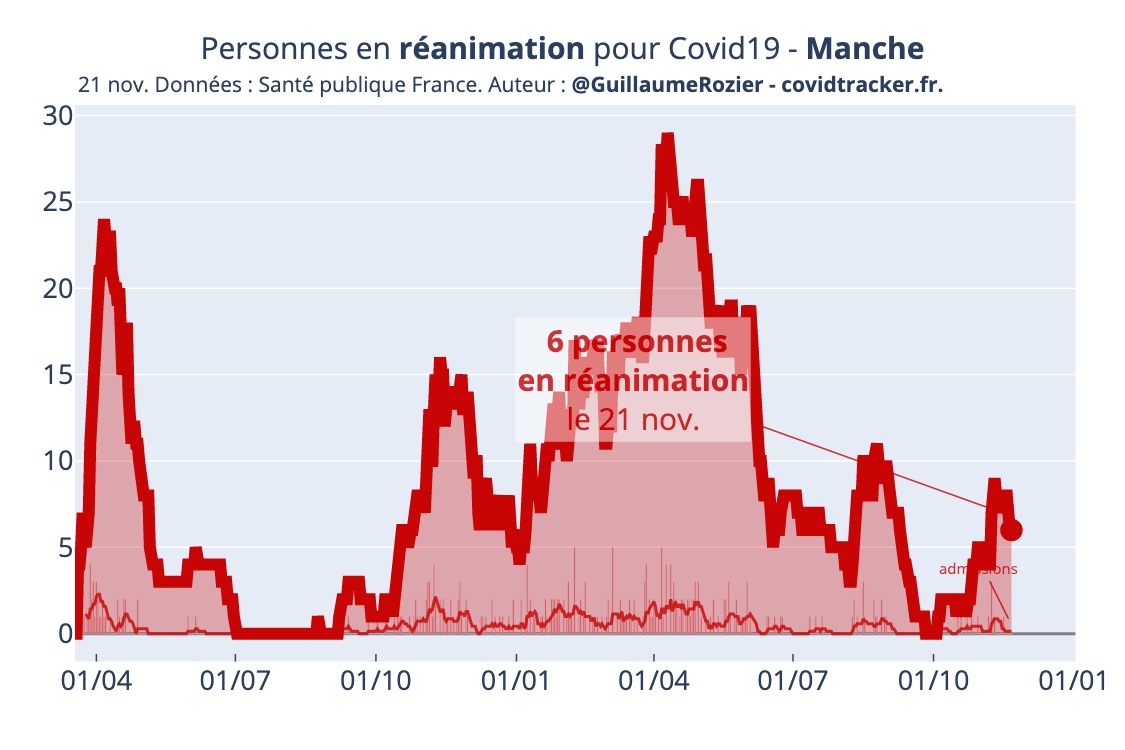 Personnes en réanimation pour Covid19 - Manche
21 nov. Données : Santé publique France. Auteur : @GuillaumeRozier - covidtracker.fr.
30
25
20
15
10
5
0
6 personnes
en réanimation
le 21 nov.
admissions
01/04 01/07 01/10 01/01 01/04 01/07 01/10 01/01